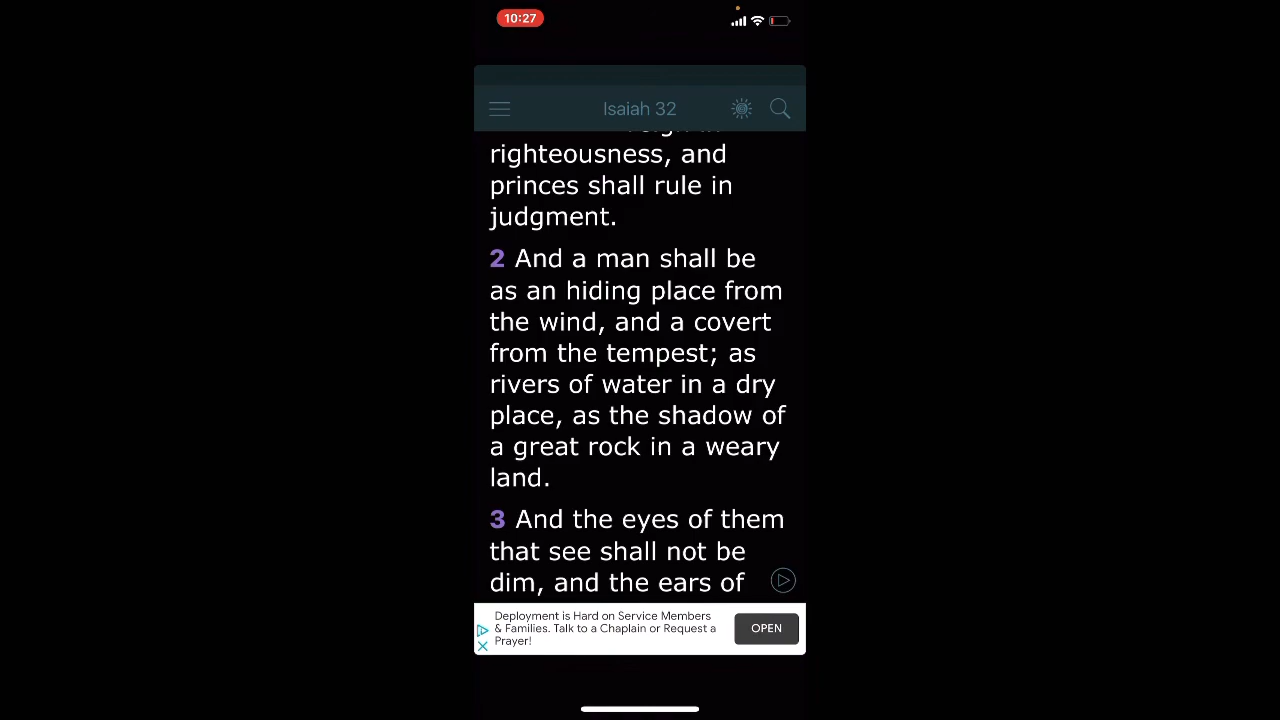 10:27
Isaiah 32
righteousness, and
princes shall rule in
judgment.
2 And a man shall be
as an hiding place from
the wind, and a covert
from the tempest; as
rivers of water in a dry
place, as the shadow of
a great rock in a weary
land.
3 And the eyes of them
that see shall not be
dim, and the ears of
Deployment is Hard on Service Members
& Families. Talk to a Chaplain or Request a
Prayer!
OPEN